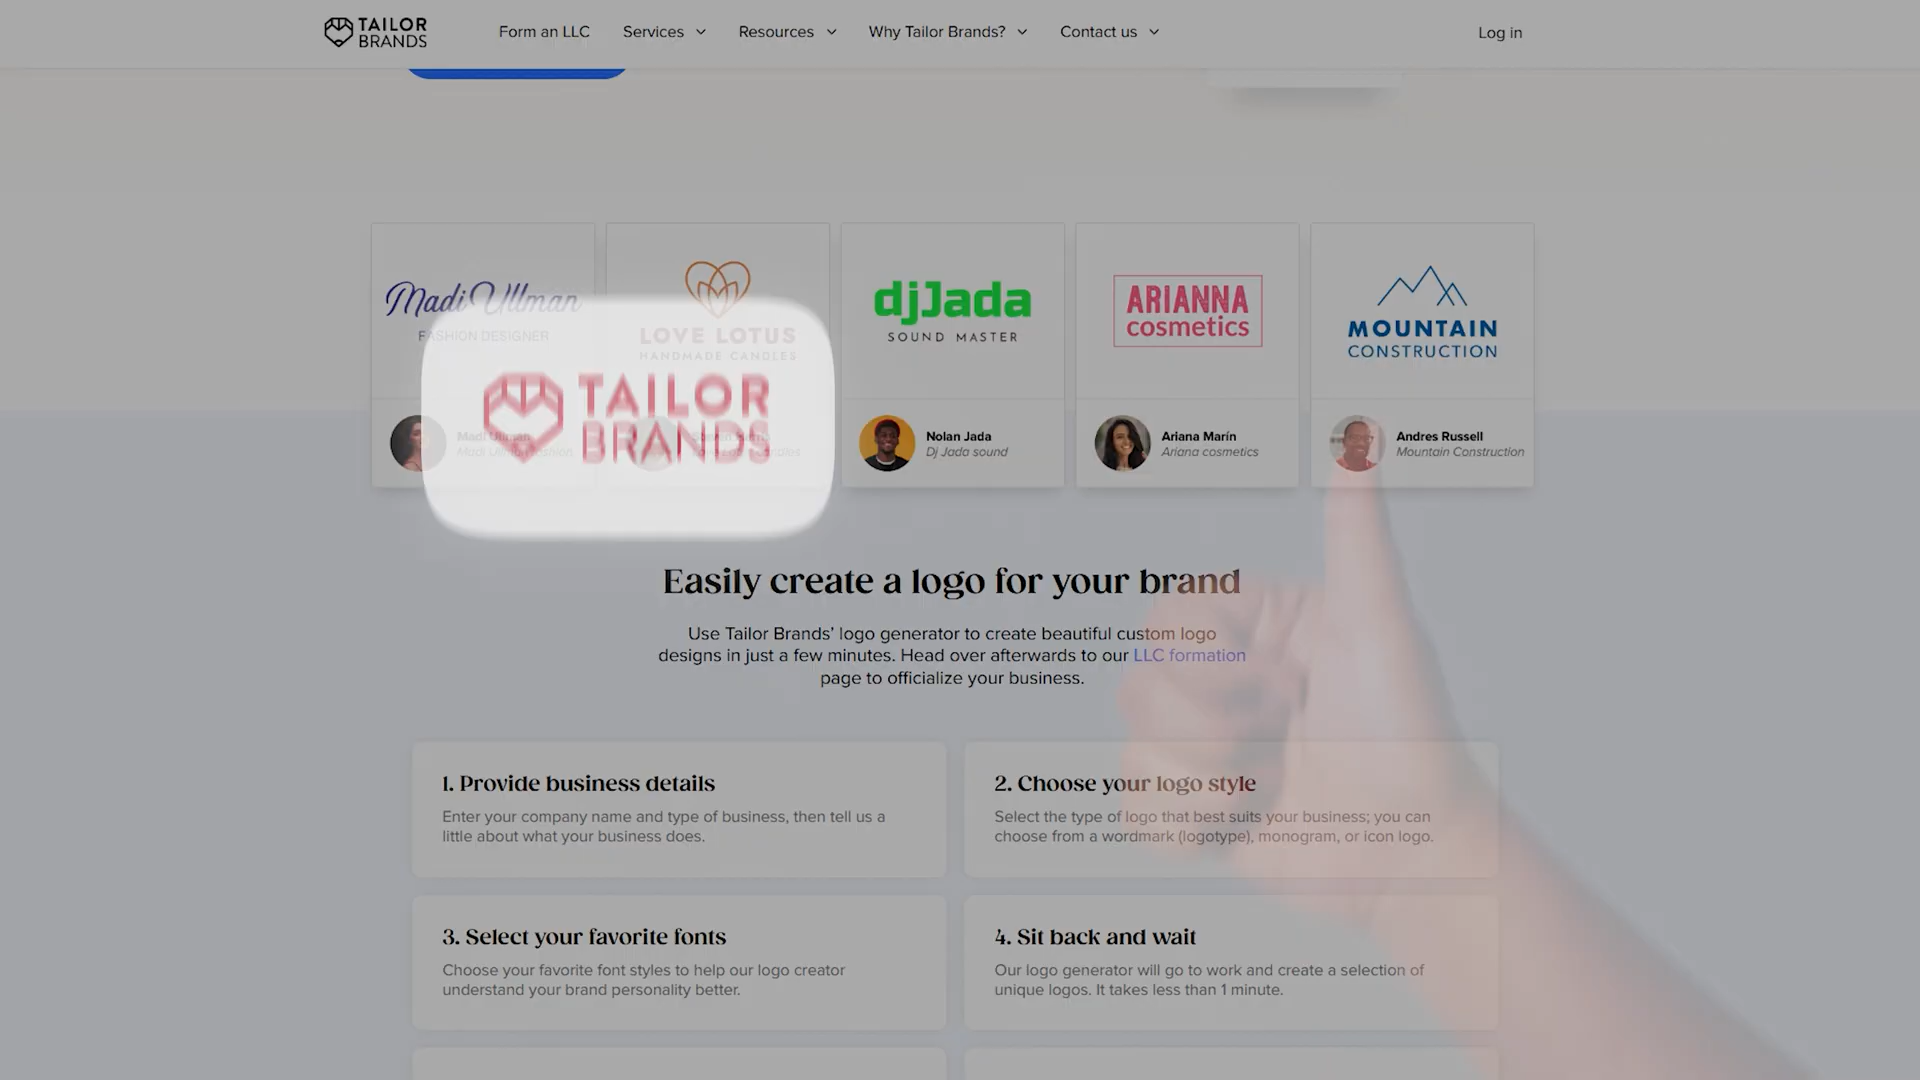 TAILOR
BRANDS
Form an LLC
Services
Resources
Why Tailor Brands?
Contact us
Log in
Madi Ullman
FASHION DESIGNER
LOVE LOTUS
HANDMADE CANDLES
djJada
SOUND MASTER
ARIANNA
cosmetics
MOUNTAIN
CONSTRUCTION
TAILOR
BRANDS
Madi Ullman
Madi Ullman fashion
Nolan Jada
Dj Jada sound
Ariana Marín
Ariana cosmetics
Andres Russell
Mountain Construction
Easily create a logo for your brand
Use Tailor Brands’ logo generator to create beautiful custom logo
designs in just a few minutes. Head over afterwards to our LLC formation
page to officialize your business.
1. Provide business details
Enter your company name and type of business, then tell us a
little about what your business does.
2. Choose your logo style
Select the type of logo that best suits your business; you can
choose from a wordmark (logotype), monogram, or icon logo.
3. Select your favorite fonts
Choose your favorite font styles to help our logo creator
understand your brand personality better.
4. Sit back and wait
Our logo generator will go to work and create a selection of
unique logos. It takes less than 1 minute.